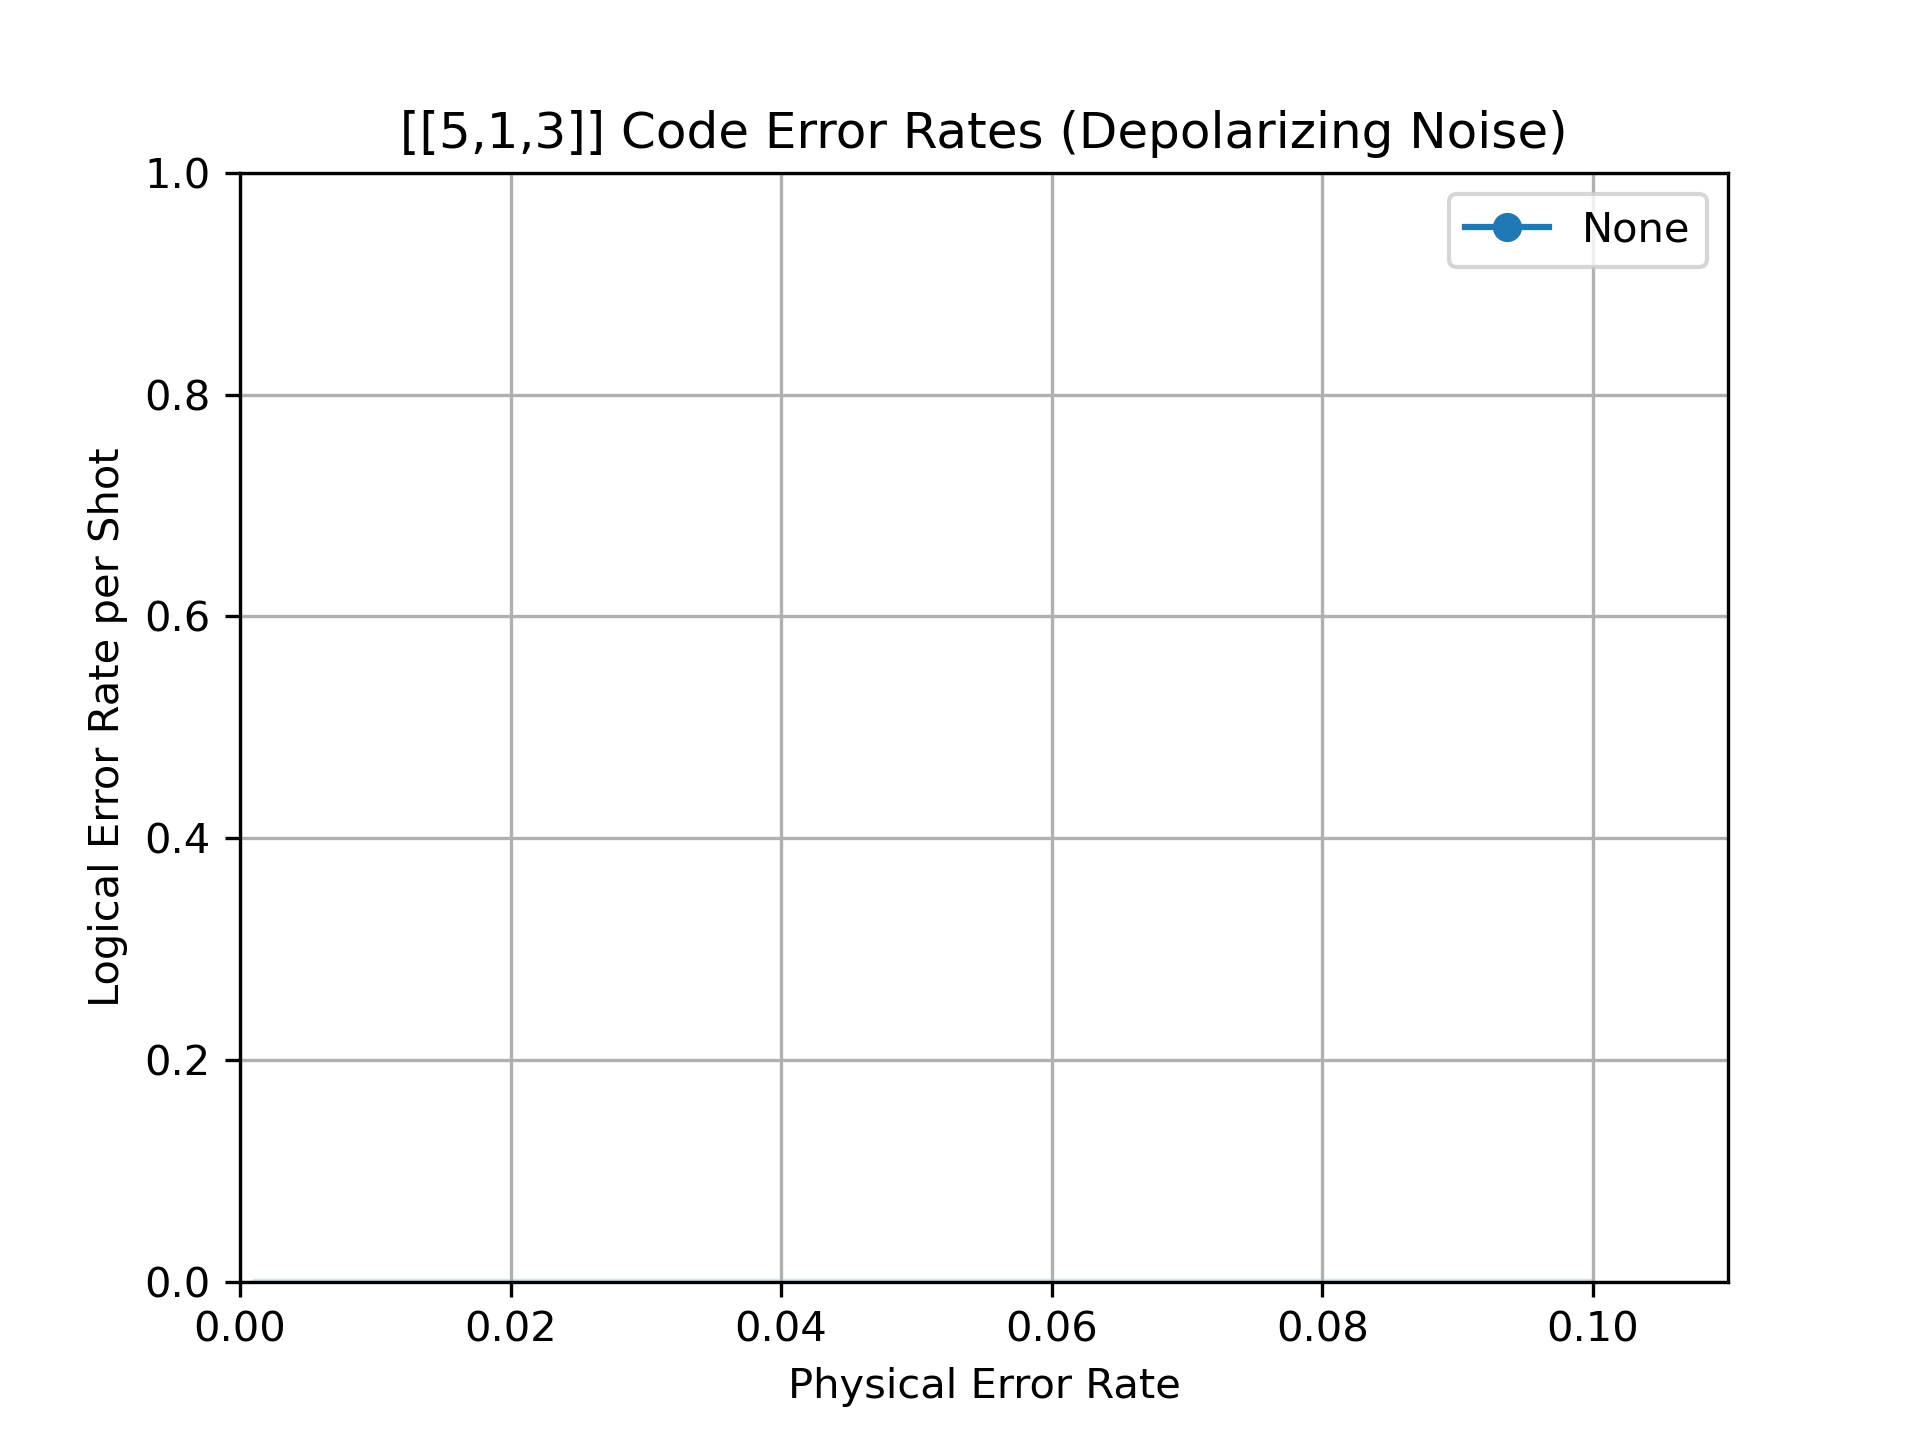 [[5,1,3]] Code Error Rates (Depolarizing Noise)
None
Logical Error Rate per Shot
1.0
0.8
0.6
0.4
0.2
0.0
0.00 0.02 0.04 0.06 0.08 0.10
Physical Error Rate